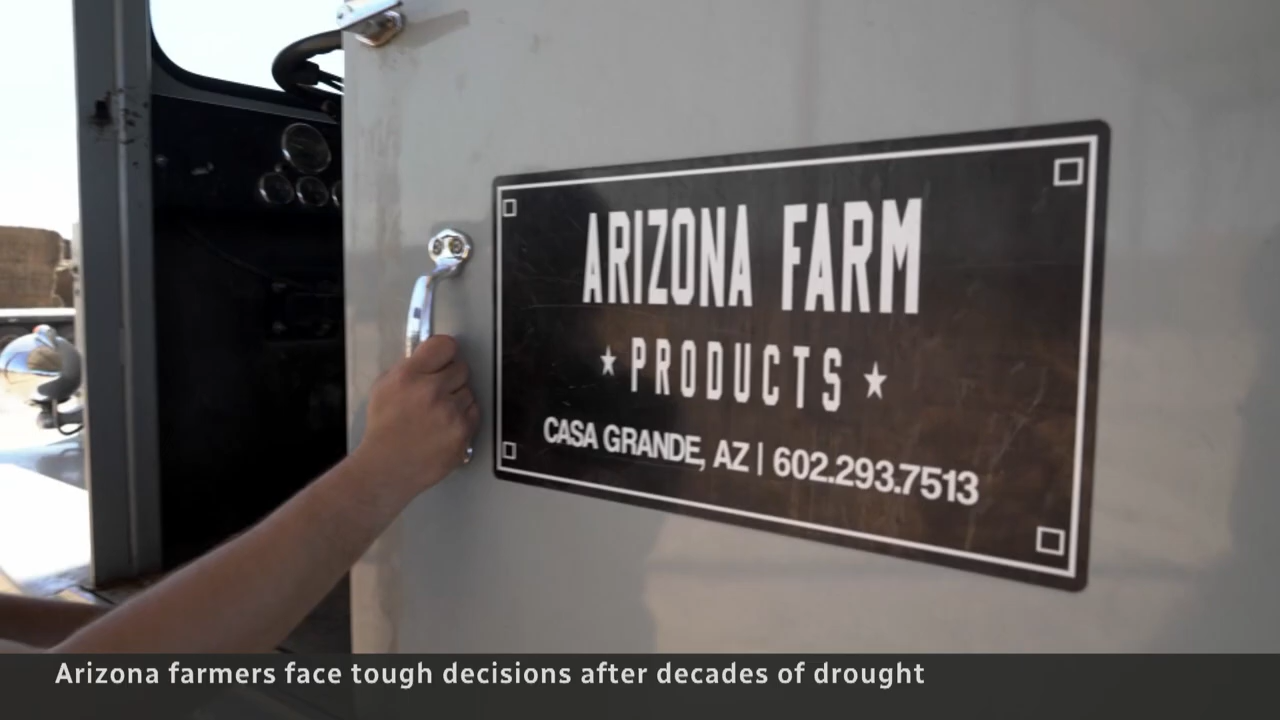 ARIZONA FARM
★ PRODUCTS ★
CASA GRANDE, AZ | 602.293.7513
Arizona farmers face tough decisions after decades of drought